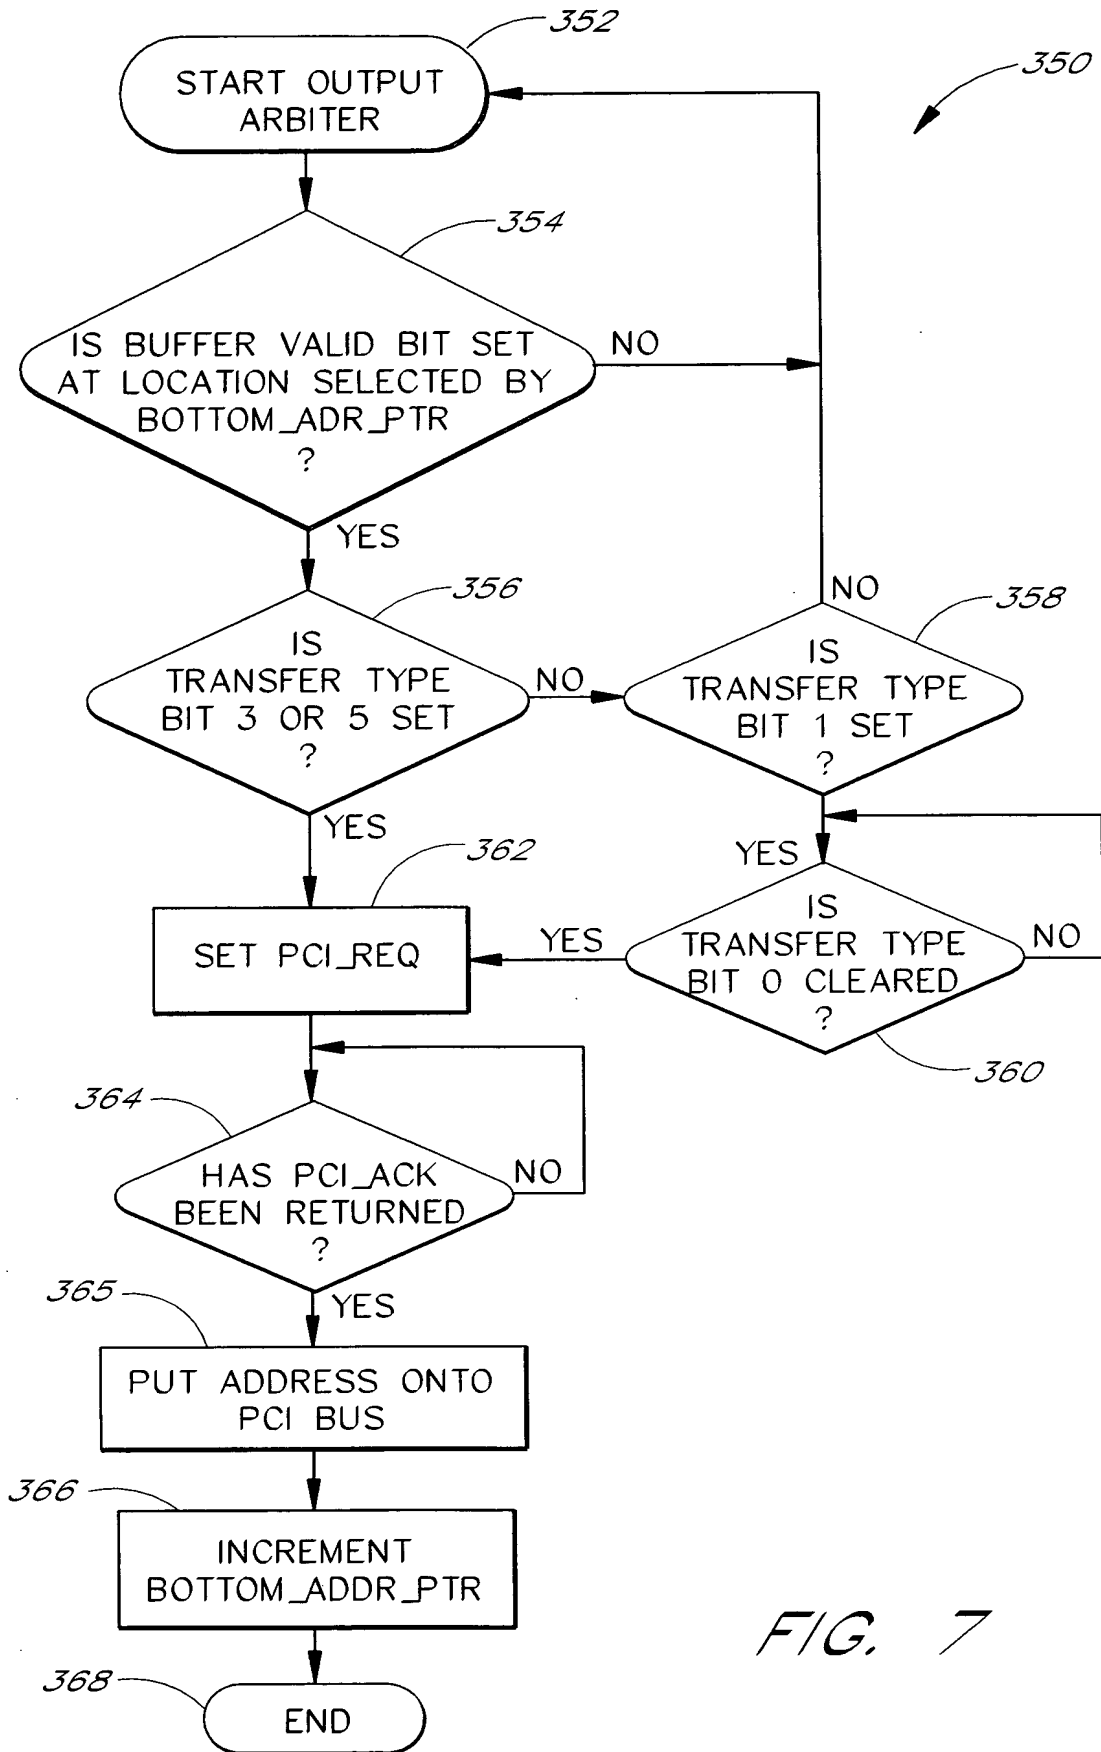 352
START OUTPUT
ARBITER
350
354
IS BUFFER VALID BIT SET
AT LOCATION SELECTED BY
BOTTOM_ADR_PTR
?
NO
YES
356
IS
TRANSFER TYPE
BIT 3 OR 5 SET
?
NO
YES
NO
358
IS
TRANSFER TYPE
BIT 1 SET
?
YES
362
SET PCI_REQ
YES
IS
TRANSFER TYPE
BIT 0 CLEARED
?
NO
360
364
HAS PCI_ACK
BEEN RETURNED
?
NO
YES
365
PUT ADDRESS ONTO
PCI BUS
366
INCREMENT
BOTTOM_ADDR_PTR
368
END
FIG. 7